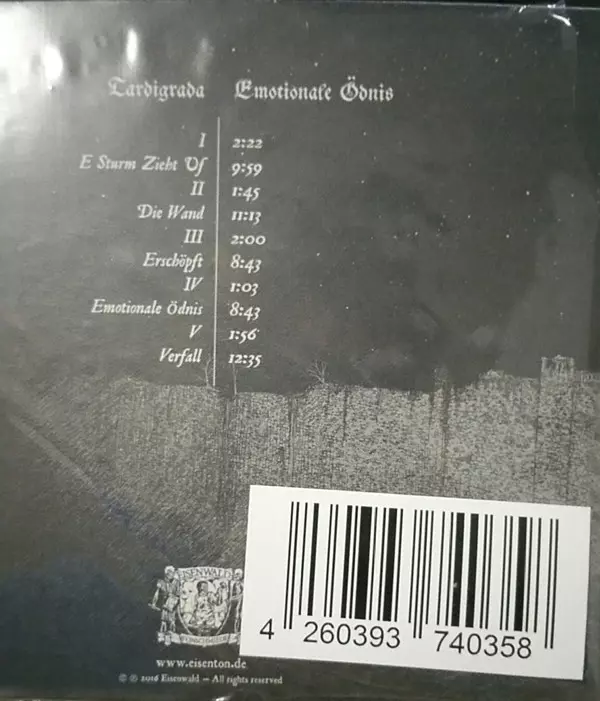 Tardigrada Emotionale Ödnis
I 2:22
E Sturm Zieht Uf 9:59
II 1:45
Die Wand 11:13
III 2:00
Erschöpft 8:43
IV 1:03
Emotionale Ödnis 8:43
V 1:56
Verfall 12:35
EISENWALD
www.eisenton.de
© ℗ 2016 Eisenwald – All rights reserved
4 260393 740358